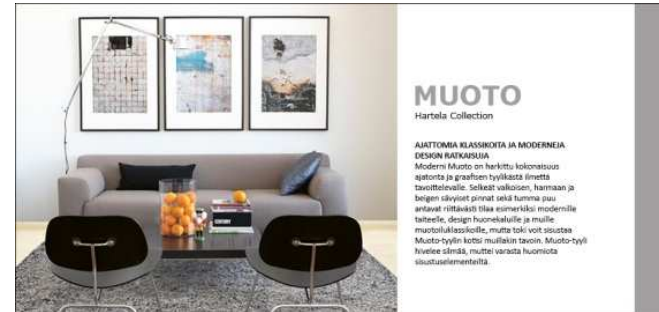 MUOTO
Hartela Collection
AJATTOMIA KLASSIKOITA JA MODERNEJA
DESIGN RATKAISUJA
Moderni Muoto on harkittu kokonaisuus
ajatonta ja graafisen tyylikästä ilmettä
tavoittelevalle. Selkeät valkoisen, harmaan ja
beigen sävyiset pinnat sekä tumma puu
antavat riittävästi tilaa esimerkiksi modernille
taiteelle, design huonekaluille ja muille
muotoiluklassikoille, mutta toki voit sisustaa
Muoto-tyylin kotisi muillakin tavoin. Muoto-tyyli
hivelee silmää, muttei varasta huomiota
sisustuselementeiltä.